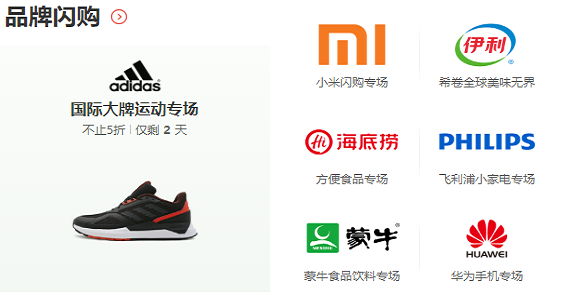 品牌闪购
adidas
国际大牌运动专场
不止5折 | 仅剩 2 天
小米闪购专场
伊利
希卷全球美味无界
Hi 海底捞
方便食品专场
PHILIPS
飞利浦小家电专场
MENGNIU 蒙牛
蒙牛食品饮料专场
HUAWEI
华为手机专场